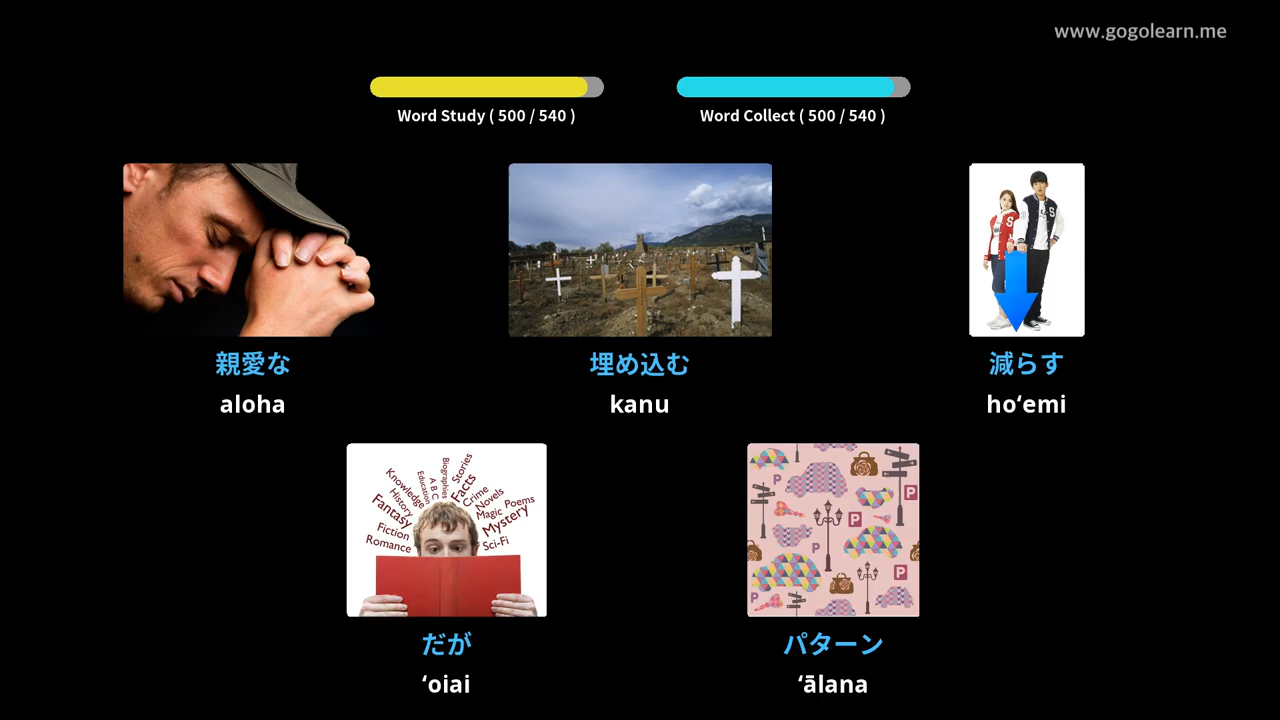 www.gogolearn.me
Word Study ( 500 / 540 )
Word Collect ( 500 / 540 )
親愛な
aloha
埋め込む
kanu
減らす
hoʻemi
S
S
Knowledge
History
Fantasy
Fiction
Romance
Education
A B C
Biographies
Stories
Facts
Crime
Novels
Magic
Poems
Mystery
Sci-Fi
だが
ʻoiai
P
P
P
P
P
P
パターン
ʻālana